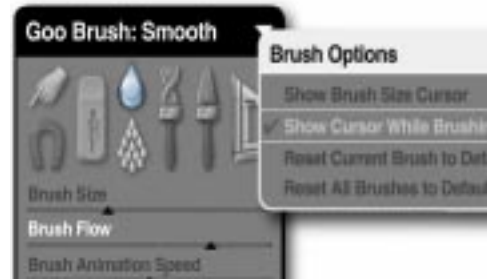 Goo Brush: Smooth
Brush Options
Show Brush Size Cursor
Show Cursor While Brushin
Reset Current Brush to Def
Reset All Brushes to Defaul
Brush Size
Brush Flow
Brush Animation Speed